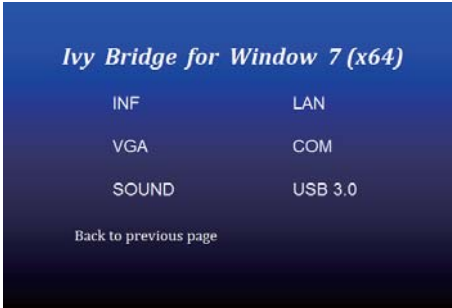 Ivy Bridge for Window 7 (x64)
INF LAN
VGA COM
SOUND USB 3.0
Back to previous page